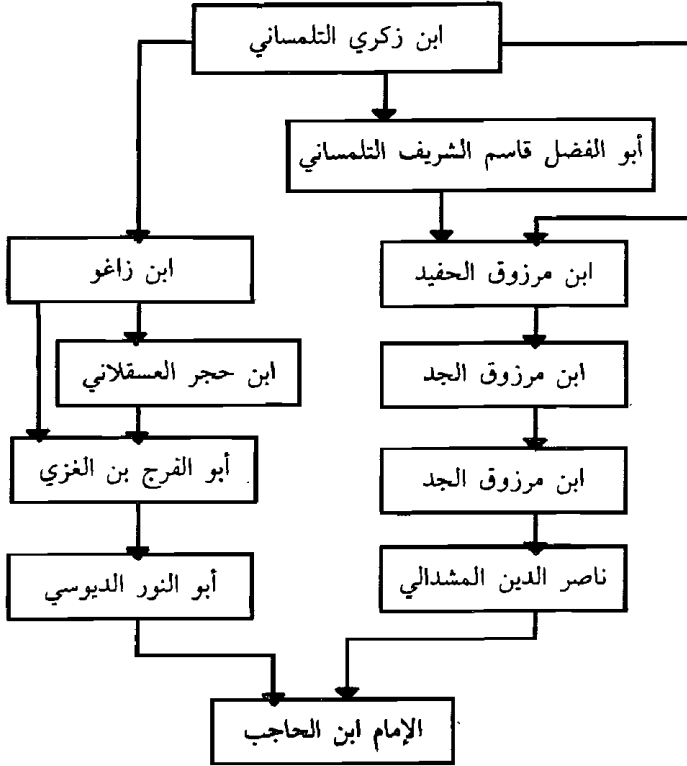 ابن زكري التلمساني
أبو الفضل قاسم الشريف التلمساني
ابن مرزوق الحفيد
ابن زاغو
ابن مرزوق الجد
ابن حجر العسقلاني
ابن مرزوق الجد
أبو الفرج بن الغزي
ناصر الدين المشدالي
أبو النور الديوسي
الإمام ابن الحاجب